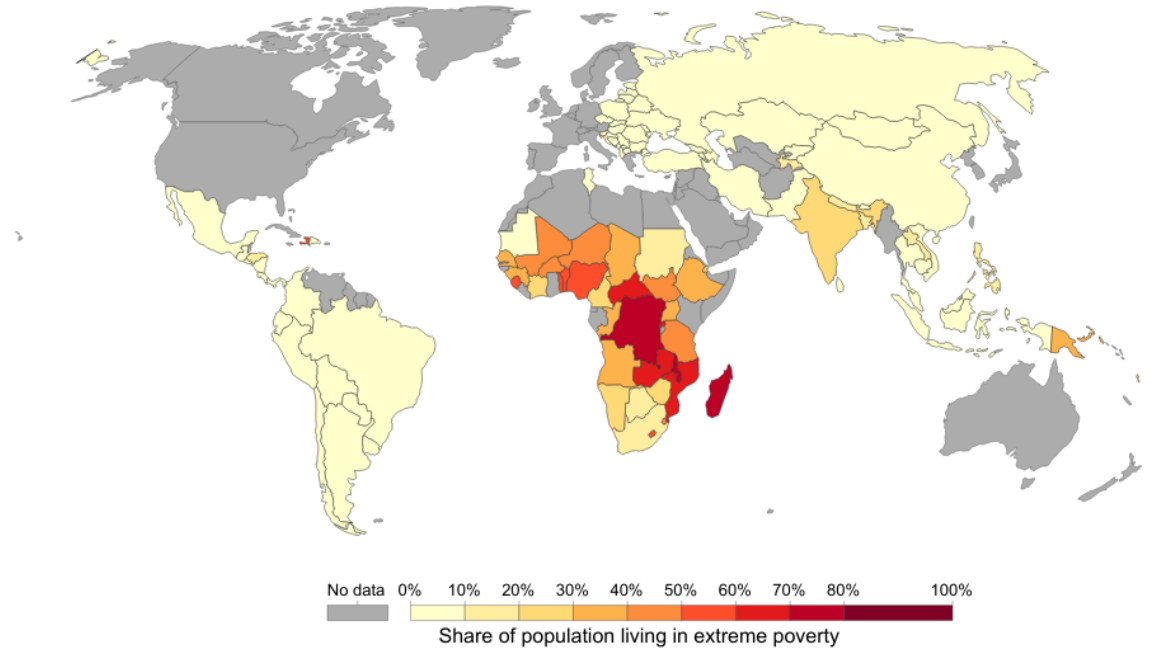 No data 0% 10% 20% 30% 40% 50% 60% 70% 80% 100%
Share of population living in extreme poverty